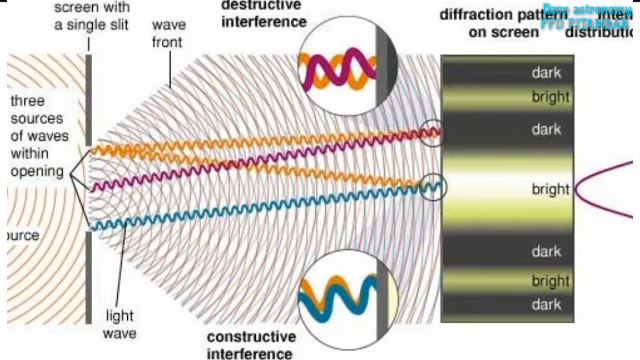 screen with
a single slit
wave
front
destructive
interference
diffraction pattern
on screen
three
sources
of waves
within
opening
dark
bright
dark
bright
dark
bright
dark
light
wave
constructive
interference